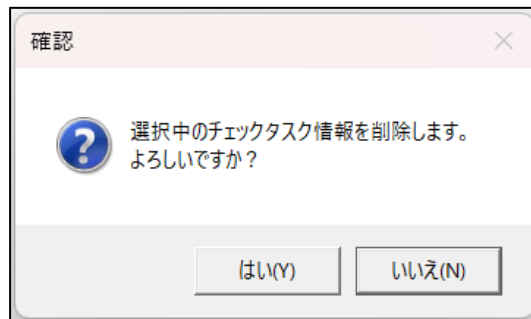 確認
選択中のチェックタスク情報を削除します。
よろしいですか？
はい(Y)
いいえ(N)